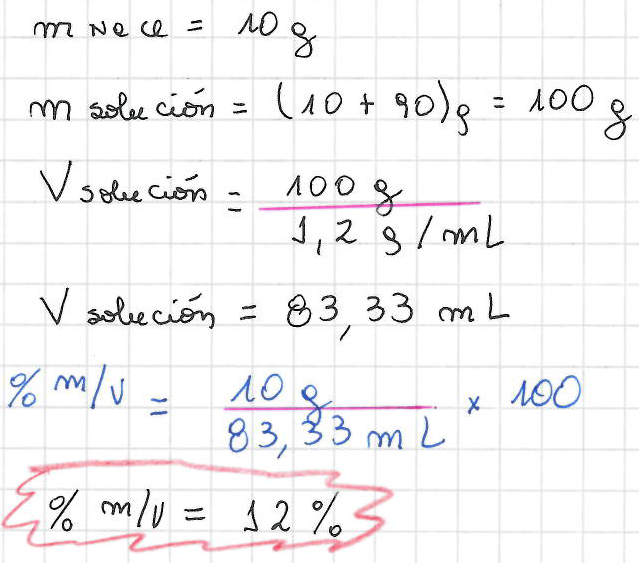 m NaCl = 10 g
m solución = (10 + 90)g = 100 g
V solución = 100 g / 1,2 g/mL
V solución = 83,33 mL
% m/v = 10 g / 83,33 mL × 100
% m/v = 12%